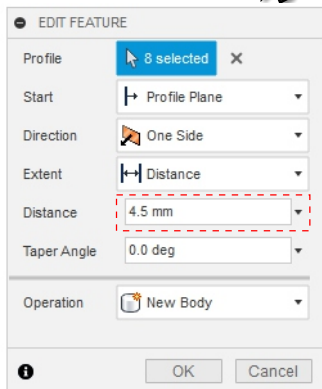 EDIT FEATURE
Profile 8 selected
Start Profile Plane
Direction One Side
Extent Distance
Distance 4.5 mm
Taper Angle 0.0 deg
Operation New Body
OK Cancel